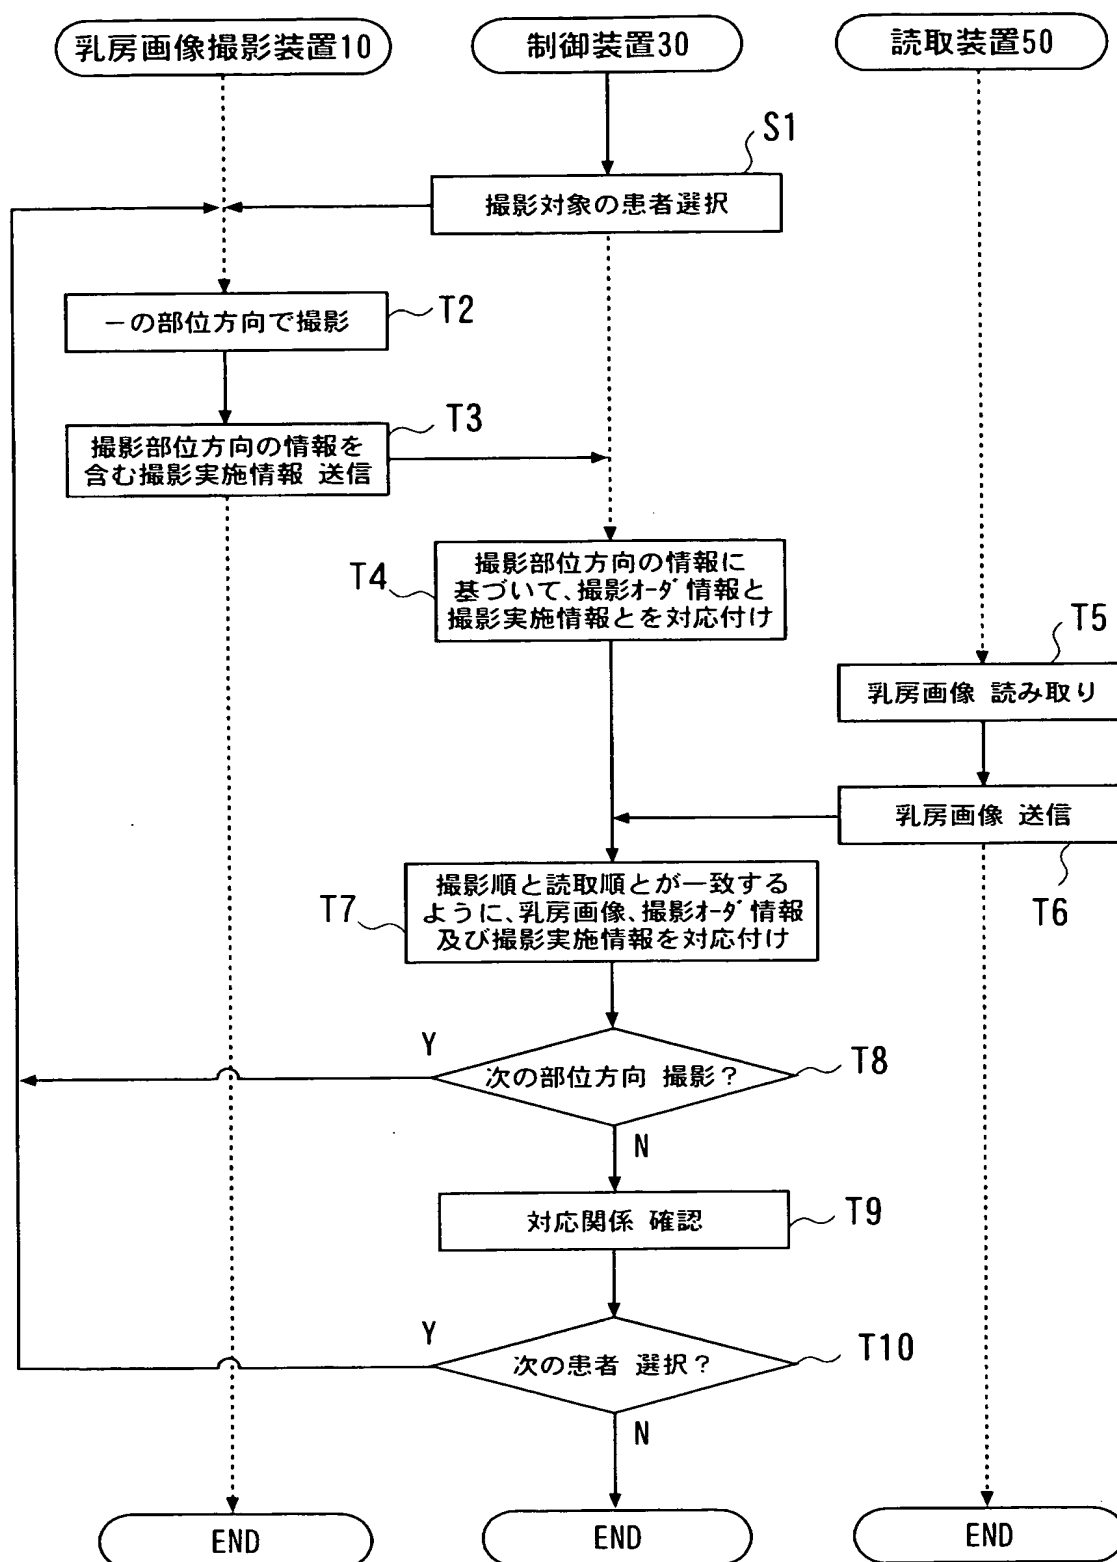 乳房画像撮影装置10
制御装置30
読取装置50
S1
撮影対象の患者選択
一の部位方向で撮影
T2
T3
撮影部位方向の情報を
含む撮影実施情報 送信
T4
撮影部位方向の情報に
基づいて、撮影ｵｰﾀﾞ情報と
撮影実施情報とを対応付け
T5
乳房画像 読み取り
乳房画像 送信
T6
T7
撮影順と読取順とが一致する
ように、乳房画像、撮影ｵｰﾀﾞ情報
及び撮影実施情報を対応付け
Y
次の部位方向 撮影？
T8
N
対応関係 確認
T9
Y
次の患者 選択？
T10
N
END
END
END